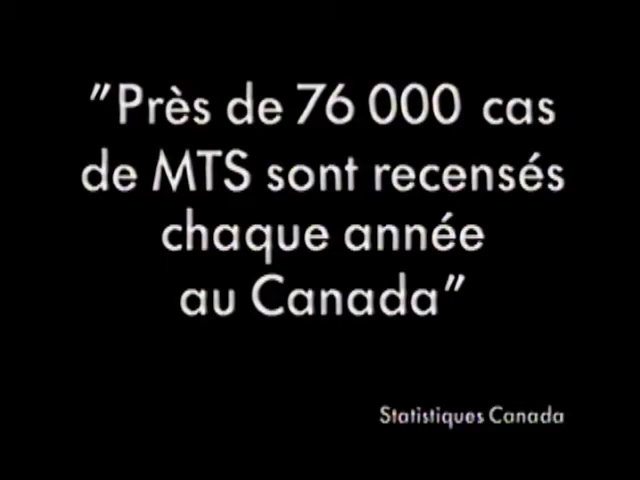 "Près de 76 000 cas
de MTS sont recensés
chaque année
au Canada"
Statistiques Canada